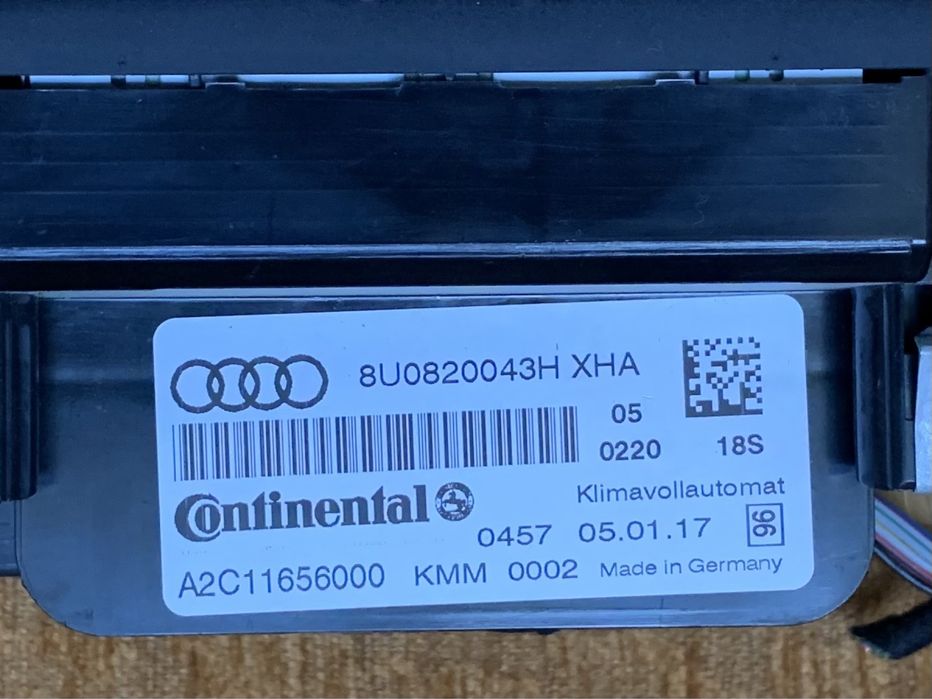 8U0820043H XHA
05
0220 18S
Continental
Klimavollautomat
0457 05.01.17 96
A2C11656000 KMM 0002 Made in Germany